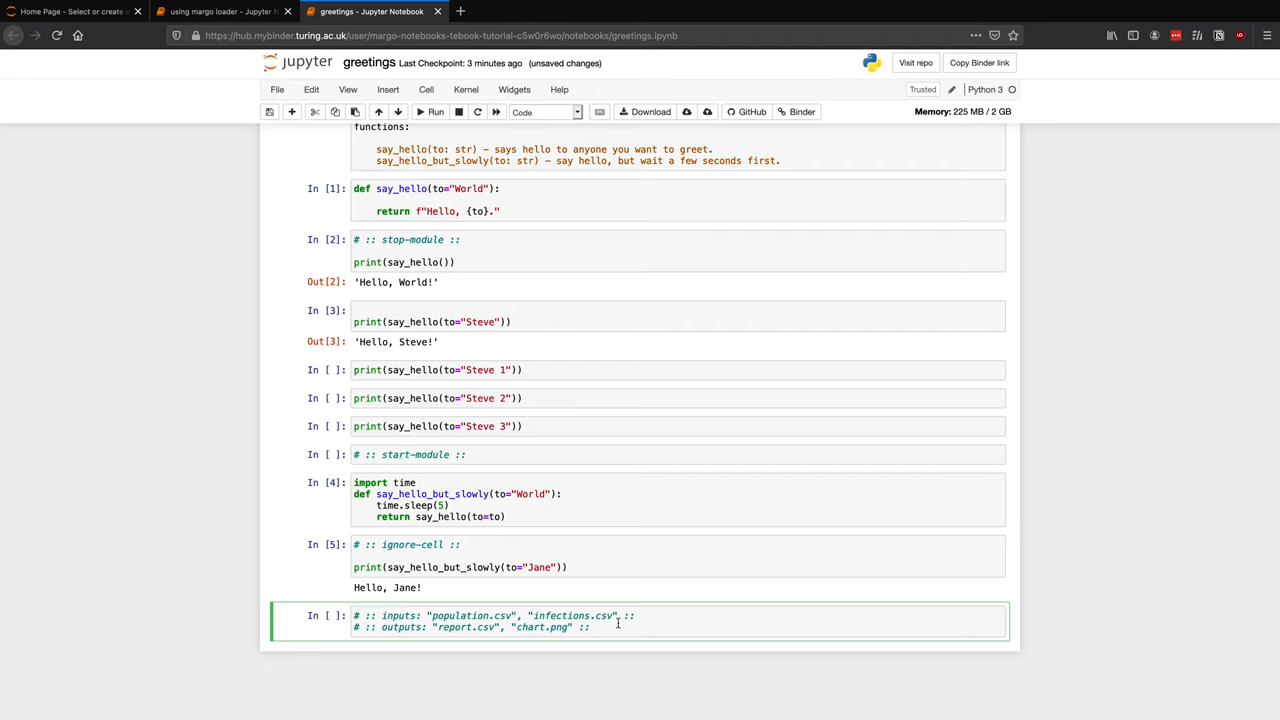 Home Page - Select or create
using margo loader - Jupyter N
greetings - Jupyter Notebook
https://hub.mybinder.turing.ac.uk/user/margo-notebooks-tebook-tutorial-c5w0r6wo/notebooks/greetings.ipynb
jupyter greetings Last Checkpoint: 3 minutes ago (unsaved changes)
Visit repo
Copy Binder link
File Edit View Insert Cell Kernel Widgets Help
Trusted
Python 3
Run
Code
Download
GitHub
Binder
Memory: 225 MB / 2 GB
functions:
say_hello(to: str) - says hello to anyone you want to greet.
say_hello_but_slowly(to: str) - say hello, but wait a few seconds first.
In [1]: def say_hello(to="World"):
return f"Hello, {to}."
In [2]: # :: stop-module ::
print(say_hello())
Out[2]: 'Hello, World!'
In [3]:
print(say_hello(to="Steve"))
Out[3]: 'Hello, Steve!'
In [ ]: print(say_hello(to="Steve 1"))
In [ ]: print(say_hello(to="Steve 2"))
In [ ]: print(say_hello(to="Steve 3"))
In [ ]: # :: start-module ::
In [4]: import time
def say_hello_but_slowly(to="World"):
time.sleep(5)
return say_hello(to=to)
In [5]: # :: ignore-cell ::
print(say_hello_but_slowly(to="Jane"))
Hello, Jane!
In [ ]: # :: inputs: "population.csv", "infections.csv" ::
# :: outputs: "report.csv", "chart.png" ::